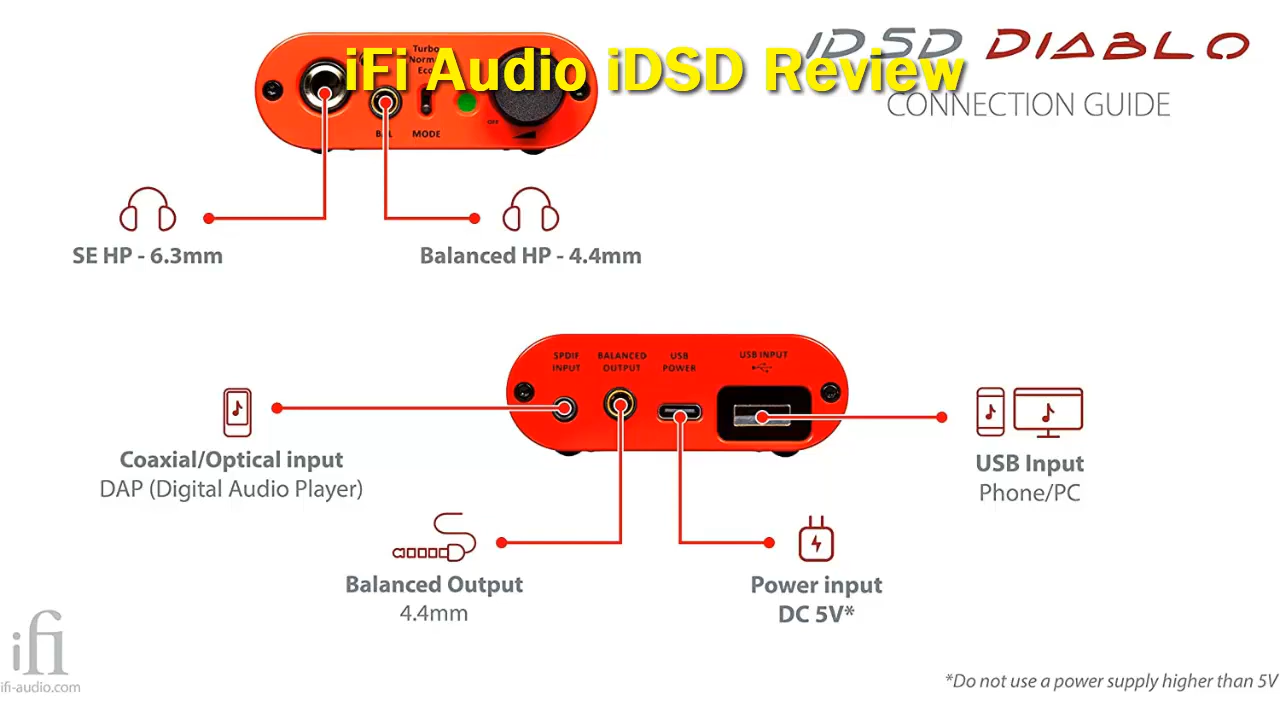 iFi Audio iDSD Review
iDSD DIABLO
CONNECTION GUIDE
Turbo
Normal
Eco
OFF
BAL
MODE
SE HP - 6.3mm
Balanced HP - 4.4mm
SPDIF INPUT
BALANCED OUTPUT
USB POWER
USB INPUT
Coaxial/Optical input
DAP (Digital Audio Player)
USB Input
Phone/PC
Balanced Output
4.4mm
Power input
DC 5V*
ifi
ifi-audio.com
*Do not use a power supply higher than 5V